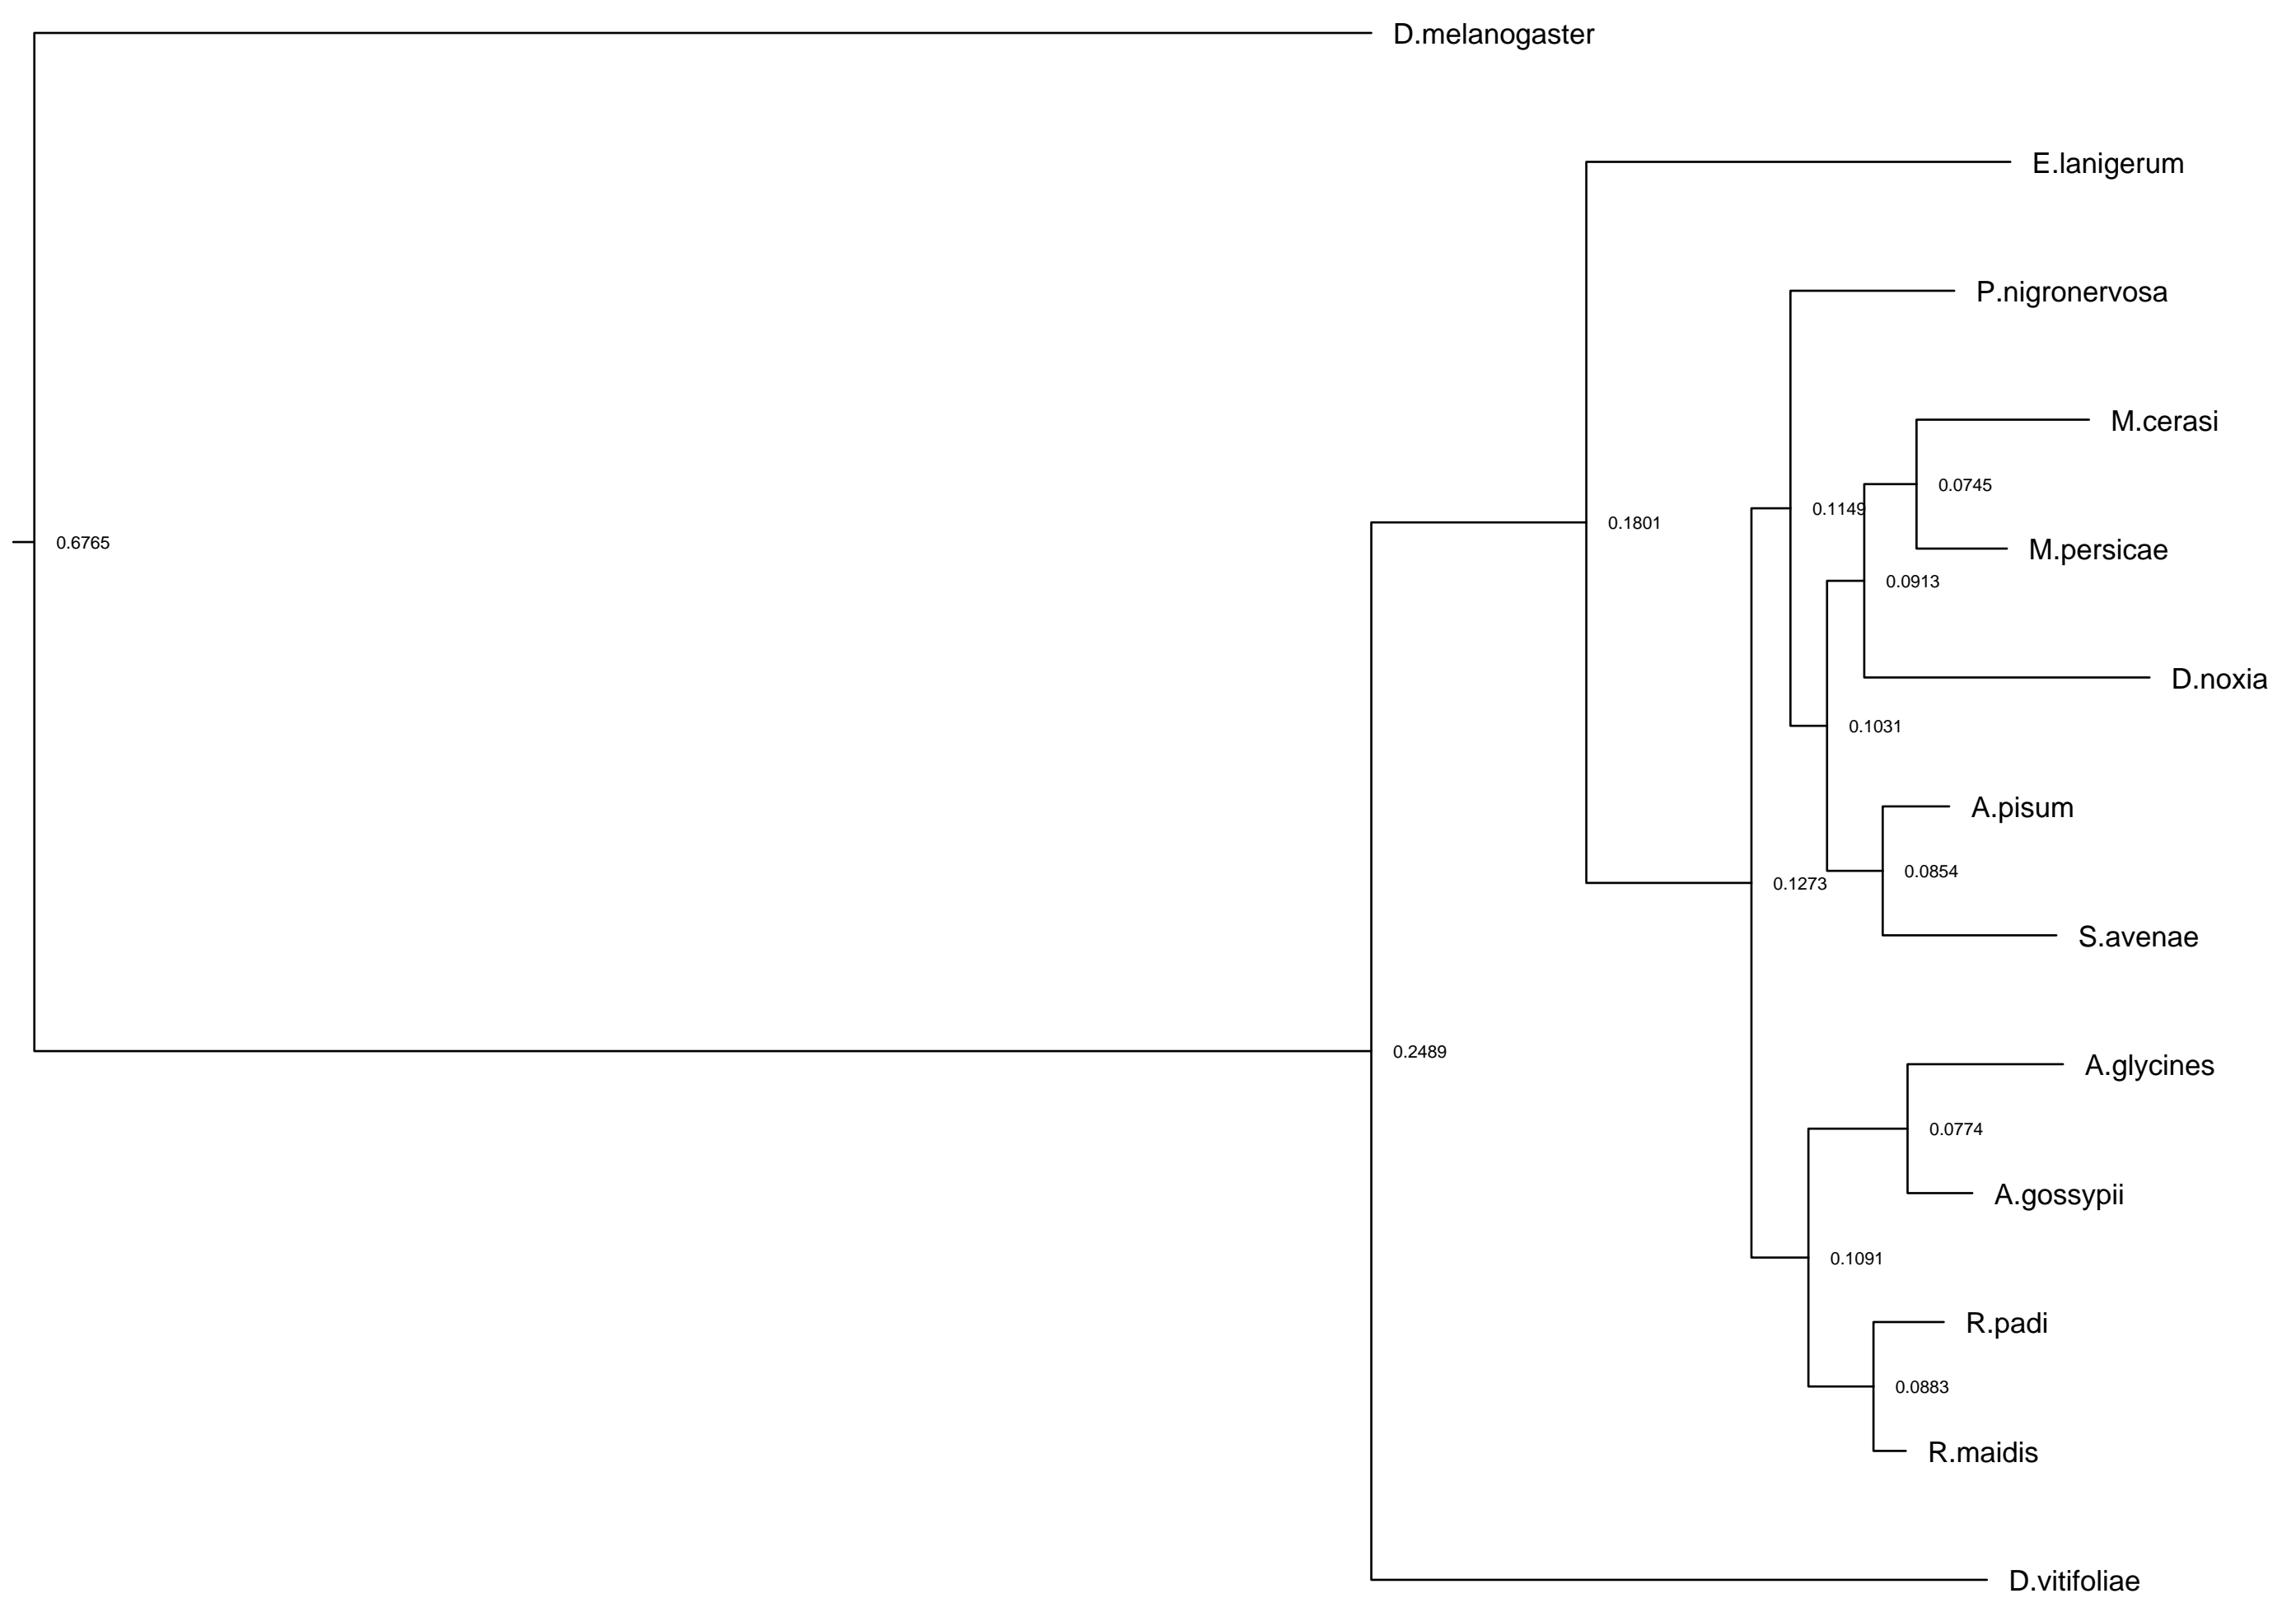 D.melanogaster
E.lanigerum
P.nigronervosa
M.cerasi
0.0745
0.1149
0.1801
0.6765
M.persicae
0.0913
D.noxia
0.1031
A.pisum
0.0854
0.1273
S.avenae
0.2489
A.glycines
0.0774
A.gossypii
0.1091
R.padi
0.0883
R.maidis
D.vitifoliae